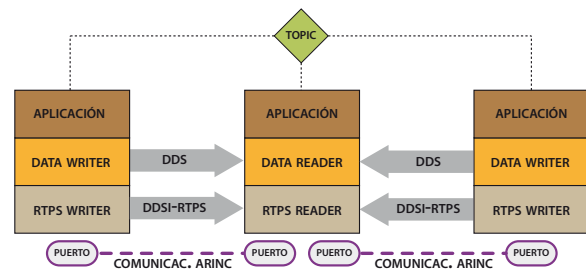 TOPIC
APLICACIÓN
APLICACIÓN
APLICACIÓN
DATA WRITER
DDS
DATA READER
DDS
DATA WRITER
RTPS WRITER
DDSI-RTPS
RTPS READER
DDSI-RTPS
RTPS WRITER
PUERTO
PUERTO
PUERTO
PUERTO
COMUNICAC. ARINC
COMUNICAC. ARINC